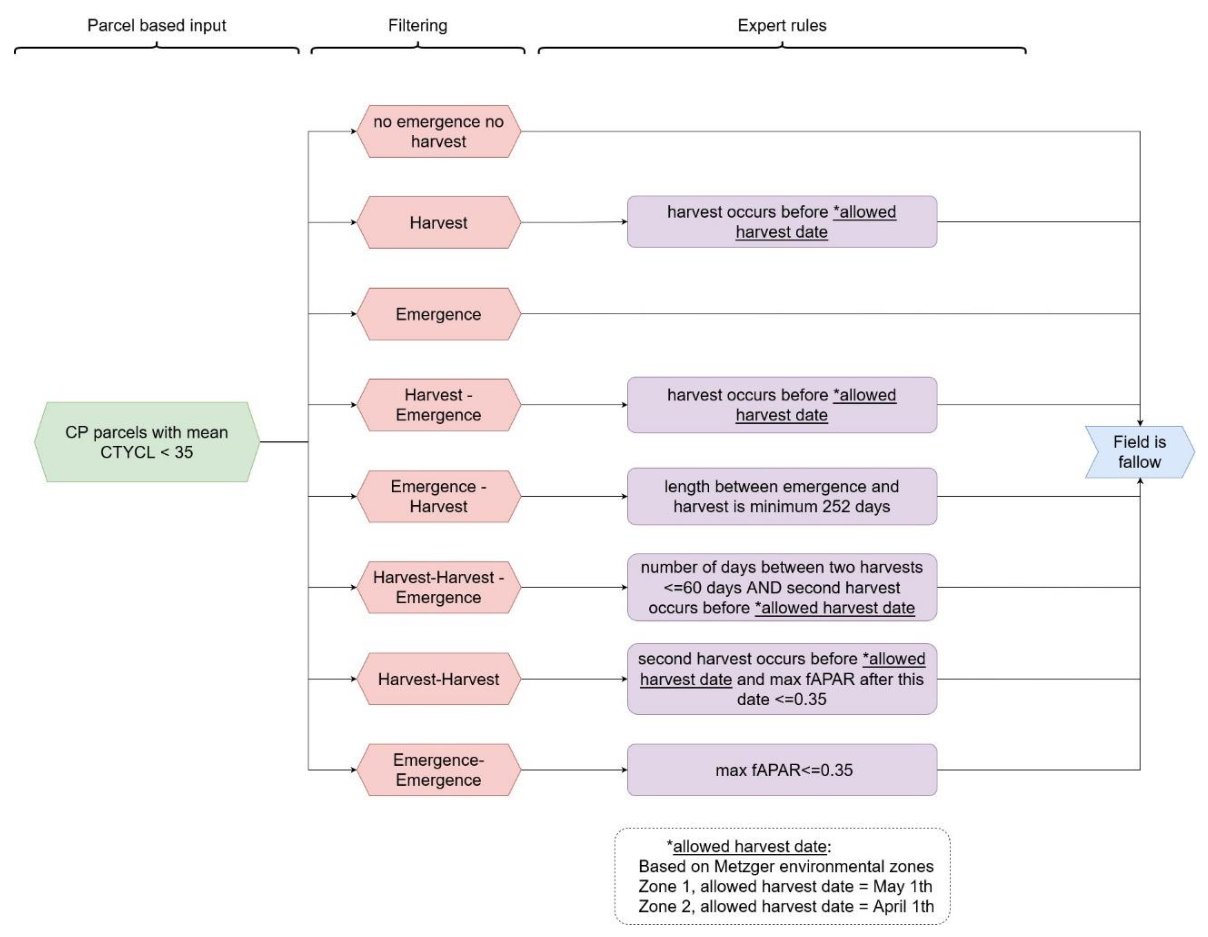 Parcel based input
Filtering
Expert rules
no emergence no
harvest
Harvest
harvest occurs before *allowed
harvest date
Emergence
Harvest -
Emergence
harvest occurs before *allowed
harvest date
CP parcels with mean
CTYCL < 35
Field is
fallow
Emergence -
Harvest
length between emergence and
harvest is minimum 252 days
Harvest-Harvest -
Emergence
number of days between two harvests
<=60 days AND second harvest
occurs before *allowed harvest date
Harvest-Harvest
second harvest occurs before *allowed
harvest date and max fAPAR after this
date <=0.35
Emergence-
Emergence
max fAPAR<=0.35
*allowed harvest date:
Based on Metzger environmental zones
Zone 1, allowed harvest date = May 1th
Zone 2, allowed harvest date = April 1th